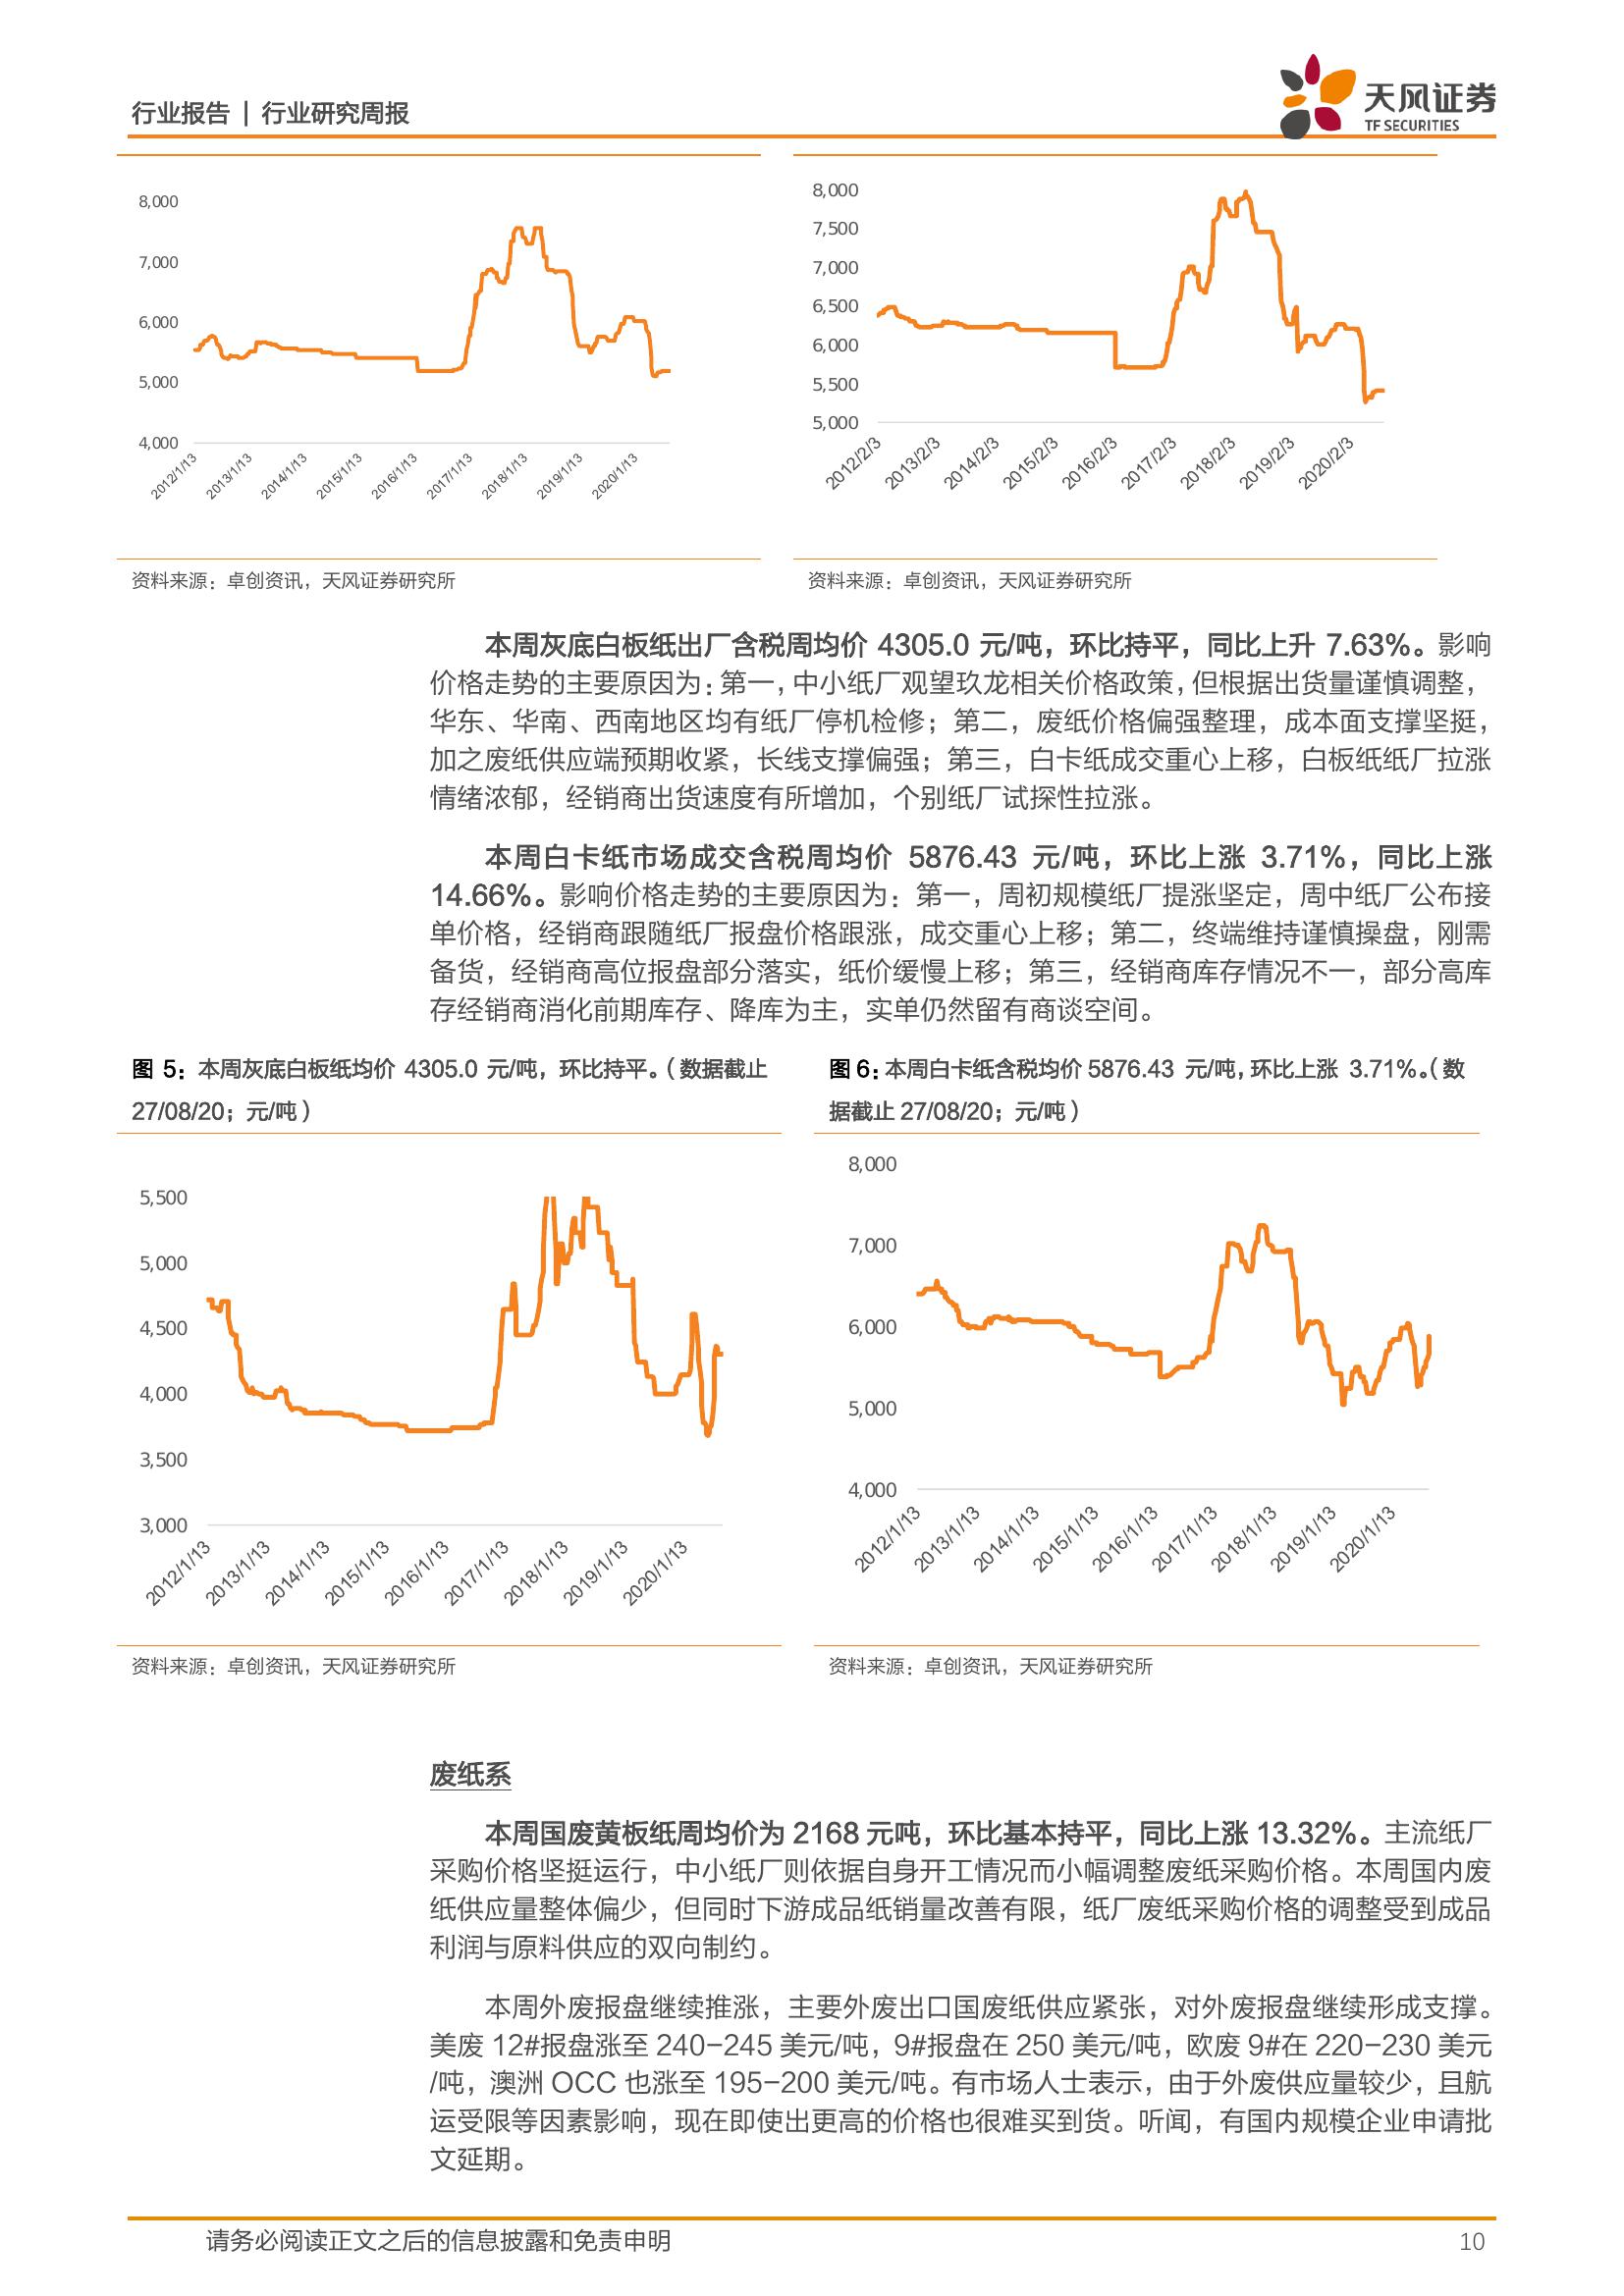 行业报告 | 行业研究周报
天风证券
TF SECURITIES
8,000
7,000
6,000
5,000
4,000
2012/1/13
2013/1/13
2014/1/13
2015/1/13
2016/1/13
2017/1/13
2018/1/13
2019/1/13
2020/1/13
8,000
7,500
7,000
6,500
6,000
5,500
5,000
2012/2/3
2013/2/3
2014/2/3
2015/2/3
2016/2/3
2017/2/3
2018/2/3
2019/2/3
2020/2/3
资料来源：卓创资讯，天风证券研究所
资料来源：卓创资讯，天风证券研究所
本周灰底白板纸出厂含税周均价 4305.0 元/吨，环比持平，同比上升 7.63%。影响
价格走势的主要原因为：第一，中小纸厂观望玖龙相关价格政策，但根据出货量谨慎调整，
华东、华南、西南地区均有纸厂停机检修；第二，废纸价格偏强整理，成本面支撑坚挺，
加之废纸供应端预期收紧，长线支撑偏强；第三，白卡纸成交重心上移，白板纸纸厂拉涨
情绪浓郁，经销商出货速度有所增加，个别纸厂试探性拉涨。
本周白卡纸市场成交含税周均价 5876.43 元/吨，环比上涨 3.71%，同比上涨
14.66%。影响价格走势的主要原因为：第一，周初规模纸厂提涨坚定，周中纸厂公布接
单价格，经销商跟随纸厂报盘价格跟涨，成交重心上移；第二，终端维持谨慎操盘，刚需
备货，经销商高位报盘部分落实，纸价缓慢上移；第三，经销商库存情况不一，部分高库
存经销商消化前期库存、降库为主，实单仍然留有商谈空间。
图 5：本周灰底白板纸均价 4305.0 元/吨，环比持平。（数据截止
27/08/20；元/吨）
图 6：本周白卡纸含税均价 5876.43 元/吨，环比上涨 3.71%。（数
据截止 27/08/20；元/吨）
5,500
5,000
4,500
4,000
3,500
3,000
2012/1/13
2013/1/13
2014/1/13
2015/1/13
2016/1/13
2017/1/13
2018/1/13
2019/1/13
2020/1/13
8,000
7,000
6,000
5,000
4,000
2012/1/13
2013/1/13
2014/1/13
2015/1/13
2016/1/13
2017/1/13
2018/1/13
2019/1/13
2020/1/13
资料来源：卓创资讯，天风证券研究所
资料来源：卓创资讯，天风证券研究所
废纸系
本周国废黄板纸周均价为 2168 元吨，环比基本持平，同比上涨 13.32%。主流纸厂
采购价格坚挺运行，中小纸厂则依据自身开工情况而小幅调整废纸采购价格。本周国内废
纸供应量整体偏少，但同时下游成品纸销量改善有限，纸厂废纸采购价格的调整受到成品
利润与原料供应的双向制约。
本周外废报盘继续推涨，主要外废出口国废纸供应紧张，对外废报盘继续形成支撑。
美废 12#报盘涨至 240-245 美元/吨，9#报盘在 250 美元/吨，欧废 9#在 220-230 美元
/吨，澳洲 OCC 也涨至 195-200 美元/吨。有市场人士表示，由于外废供应量较少，且航
运受限等因素影响，现在即使出更高的价格也很难买到货。听闻，有国内规模企业申请批
文延期。
请务必阅读正文之后的信息披露和免责申明
10